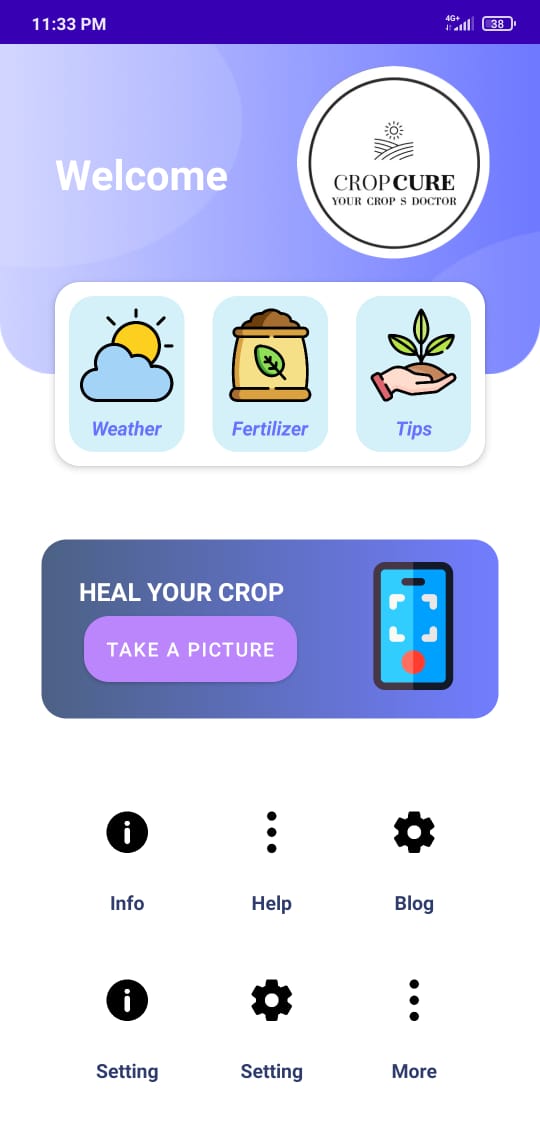 11:33 PM
4G+
38
Welcome
CROPCURE
YOUR CROP S DOCTOR
Weather
Fertilizer
Tips
HEAL YOUR CROP
TAKE A PICTURE
Info
Help
Blog
Setting
Setting
More